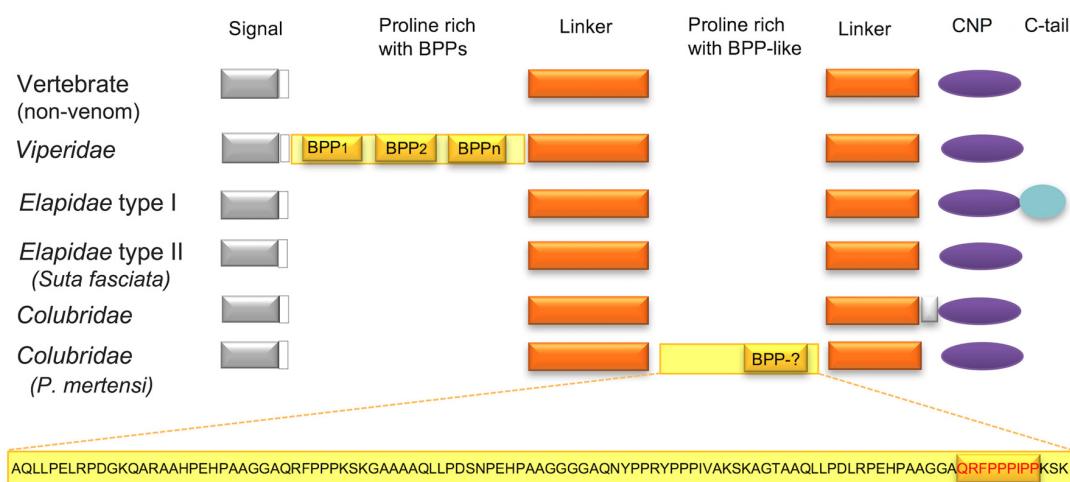 Signal
Proline rich
with BPPs
Linker
Proline rich
with BPP-like
Linker
CNP
C-tail
Vertebrate
(non-venom)
Viperidae
BPP1
BPP2
BPPn
Elapidae type I
Elapidae type II
(Suta fasciata)
Colubridae
Colubridae
(P. mertensi)
BPP-?
AQLLPELRPDGKQARAAHPEHPAAGGAQRFPPPKSKGAAAAQLLPDSNPEHPAAGGGGAQNYPPRYPPPIVAKSKAGTAAQLLPDLRPEHPAAGGAQRFPPPIPPKSK